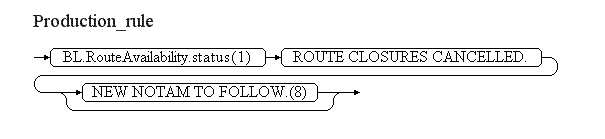 Production_rule
BL.RouteAvailability.status(1) ROUTE CLOSURES CANCELLED.
NEW NOTAM TO FOLLOW.(8)